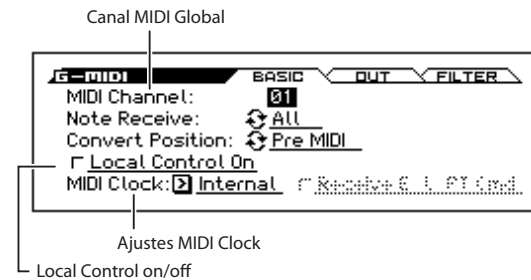 Canal MIDI Global
G-MIDI BASIC OUT FILTER
MIDI Channel: 01
Note Receive: All
Convert Position: Pre MIDI
Local Control On
MIDI Clock: Internal Receive
Ajustes MIDI Clock
Local Control on/off